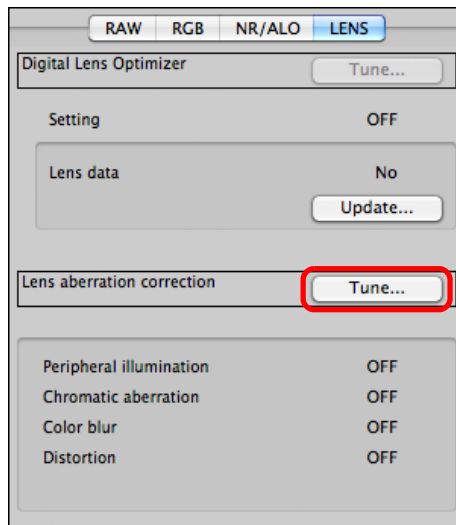 RAW RGB NR/ALO LENS
Digital Lens Optimizer Tune...
Setting OFF
Lens data No
Update...
Lens aberration correction Tune...
Peripheral illumination OFF
Chromatic aberration OFF
Color blur OFF
Distortion OFF